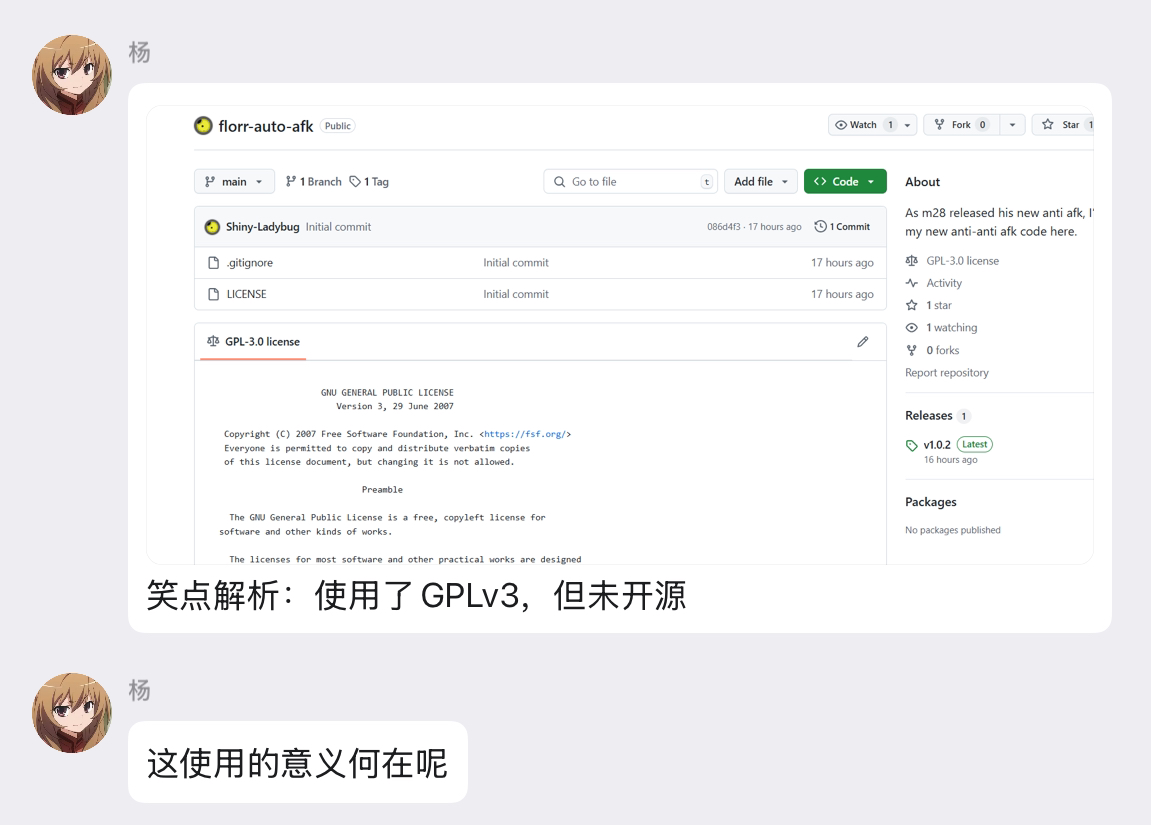 杨
florr-auto-afk Public
Watch 1 Fork 0 Star 1
main 1 Branch 1 Tag Go to file t Add file Code
Shiny-Ladybug Initial commit 086d4f3 · 17 hours ago 1 Commit
.gitignore Initial commit 17 hours ago
LICENSE Initial commit 17 hours ago
GPL-3.0 license
GNU GENERAL PUBLIC LICENSE
Version 3, 29 June 2007
Copyright (C) 2007 Free Software Foundation, Inc. <https://fsf.org/>
Everyone is permitted to copy and distribute verbatim copies
of this license document, but changing it is not allowed.
Preamble
The GNU General Public License is a free, copyleft license for
software and other kinds of works.
The licenses for most software and other practical works are designed
About
As m28 released his new anti afk, I'
my new anti-anti afk code here.
GPL-3.0 license
Activity
1 star
1 watching
0 forks
Report repository
Releases 1
v1.0.2 Latest
16 hours ago
Packages
No packages published
笑点解析：使用了 GPLv3，但未开源
杨
这使用的意义何在呢